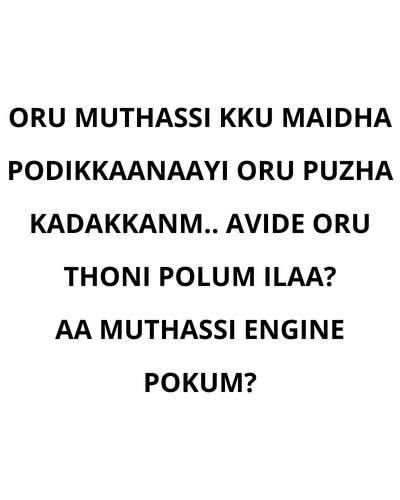 ORU MUTHASSI KKU MAIDHA
PODIKKAANAAYI ORU PUZHA
KADAKKANM.. AVIDE ORU
THONI POLUM ILAA?
AA MUTHASSI ENGINE
POKUM?